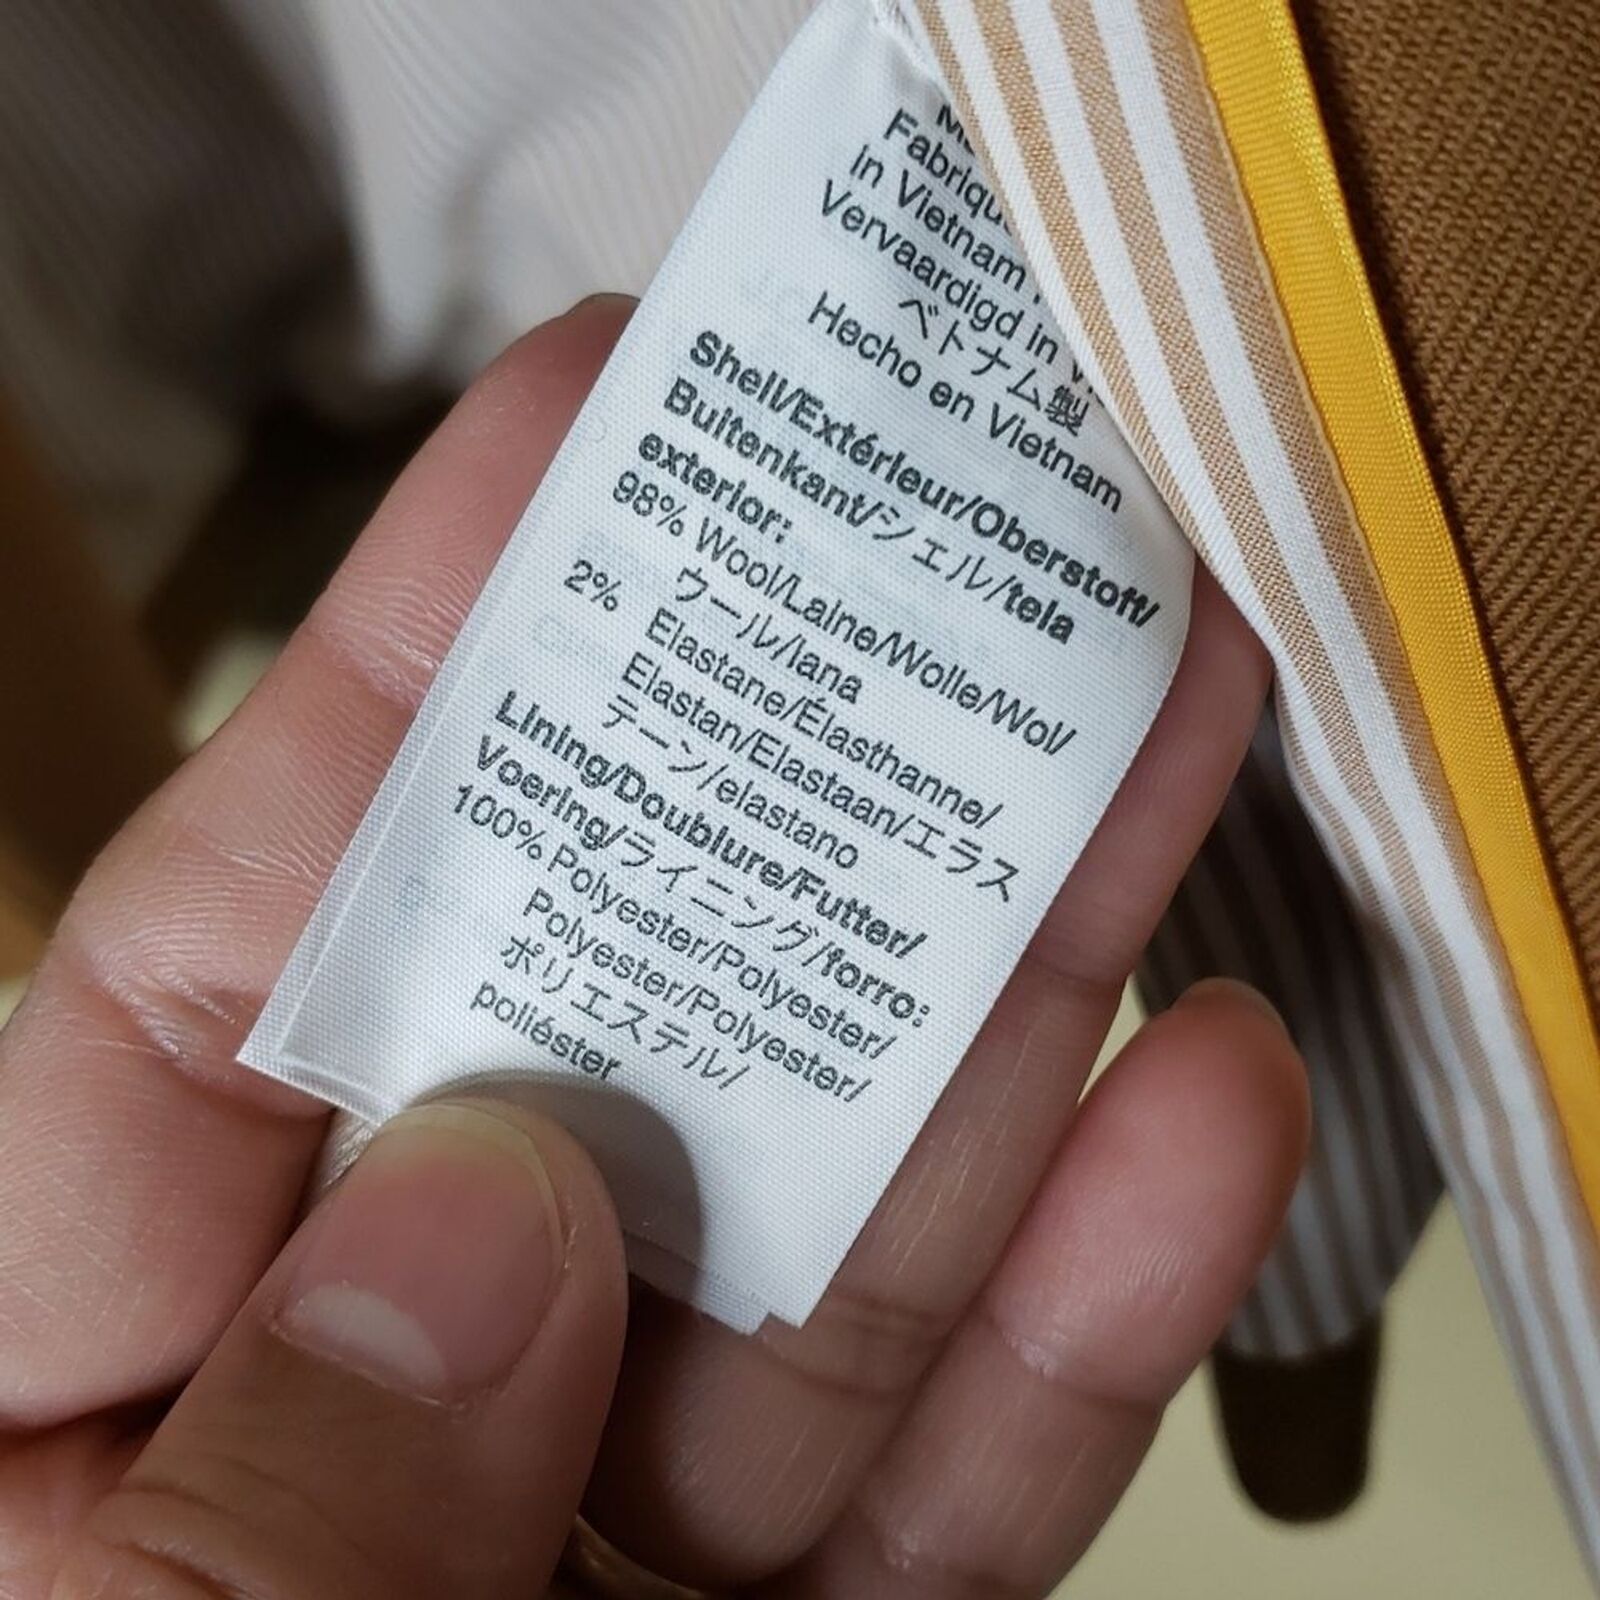 Fabriqu
in Vietnam
Vervaardigd in V
ベトナム製
Hecho en Vietnam
Shell/Extérieur/Oberstoff/
Buitenkant/シェル/tela
exterior:
98% Wool/Laine/Wolle/Wol/
ウール/lana
2% Elastane/Élasthanne/
Elastan/Elastaan/エラス
テーン/elastano
Lining/Doublure/Futter/
Voering/ライニング/forro:
100% Polyester/Polyester/
Polyester/Polyester/
ポリエステル/
poliéster